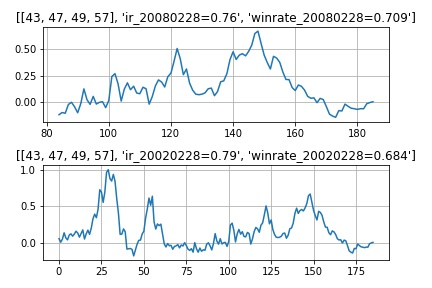 [[43, 47, 49, 57], 'ir_20080228=0.76', 'winrate_20080228=0.709']
0.50
0.25
0.00
80 100 120 140 160 180
[[43, 47, 49, 57], 'ir_20020228=0.79', 'winrate_20020228=0.684']
1.0
0.5
0.0
0 25 50 75 100 125 150 175